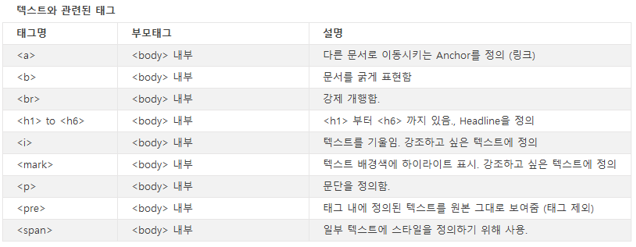 텍스트와 관련된 태그
태그명 부모태그 설명
<a> <body> 내부 다른 문서로 이동시키는 Anchor를 정의 (링크)
<b> <body> 내부 문서를 굵게 표현함
<br> <body> 내부 강제 개행함.
<h1> to <h6> <body> 내부 <h1> 부터 <h6> 까지 있음., Headline을 정의
<i> <body> 내부 텍스트를 기울임. 강조하고 싶은 텍스트에 정의
<mark> <body> 내부 텍스트 배경색에 하이라이트 표시. 강조하고 싶은 텍스트에 정의
<p> <body> 내부 문단을 정의함.
<pre> <body> 내부 태그 내에 정의된 텍스트를 원본 그대로 보여줌 (태그 제외)
<span> <body> 내부 일부 텍스트에 스타일을 정의하기 위해 사용.